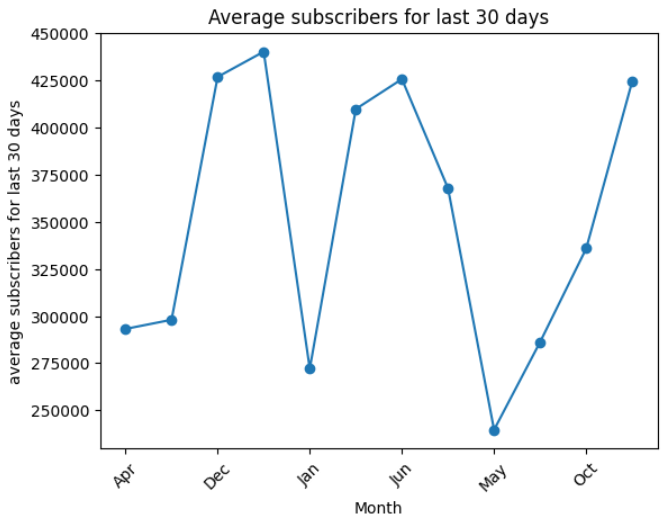 Average subscribers for last 30 days
450000
425000
400000
375000
350000
325000
300000
275000
250000
average subscribers for last 30 days
Apr
Dec
Jan
Jun
May
Oct
Month